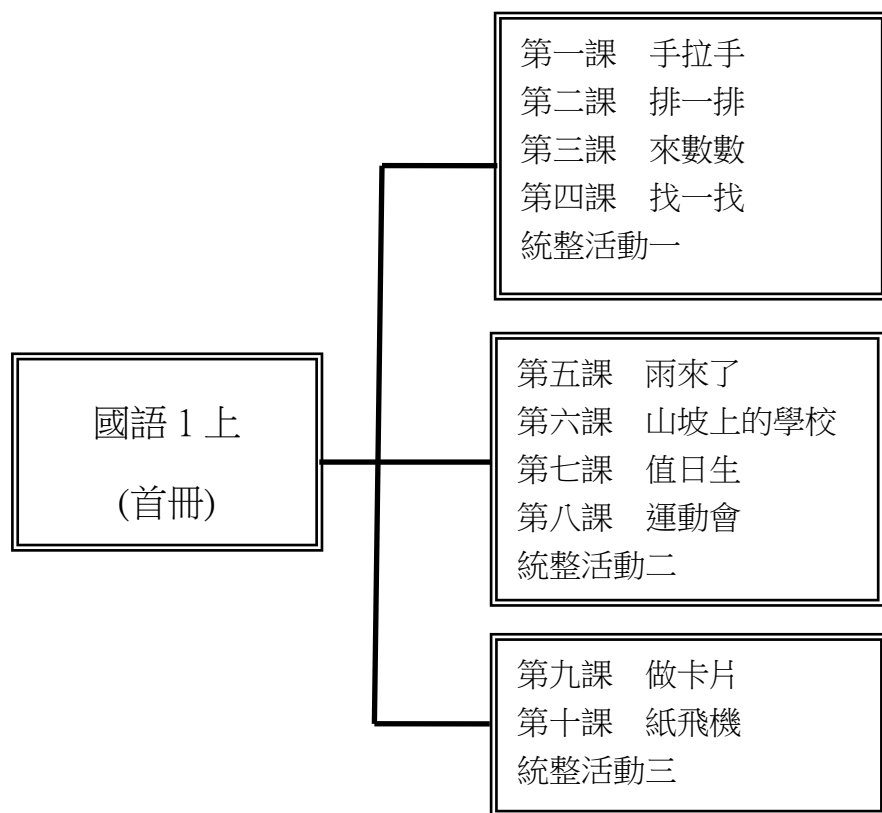 第一課　手拉手
第二課　排一排
第三課　來數數
第四課　找一找
統整活動一
國語 1 上
(首冊)
第五課　雨來了
第六課　山坡上的學校
第七課　值日生
第八課　運動會
統整活動二
第九課　做卡片
第十課　紙飛機
統整活動三